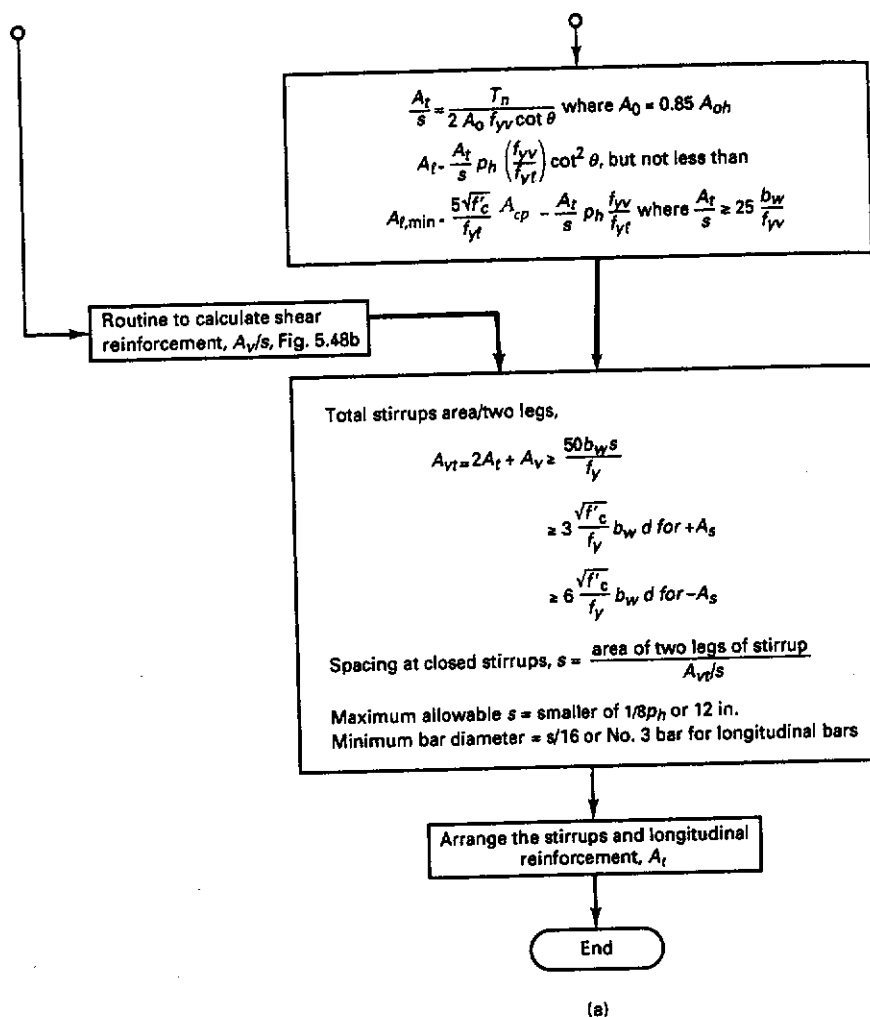 A_t/s = T_n / (2 A_o f_yv cot θ) where A_0 = 0.85 A_oh
A_ℓ - A_t/s p_h (f_yv/f_yℓ) cot² θ, but not less than
A_ℓ,min - 5√f'_c/f_yℓ A_cp - A_t/s p_h f_yv/f_yℓ where A_t/s ≥ 25 b_w/f_yv
Routine to calculate shear
reinforcement, A_v/s, Fig. 5.48b
Total stirrups area/two legs,
A_vt = 2A_t + A_v ≥ 50b_w s/f_y
≥ 3 √f'_c/f_y b_w d for +A_s
≥ 6 √f'_c/f_y b_w d for -A_s
Spacing at closed stirrups, s = area of two legs of stirrup / A_vt/s
Maximum allowable s = smaller of 1/8p_h or 12 in.
Minimum bar diameter = s/16 or No. 3 bar for longitudinal bars
Arrange the stirrups and longitudinal
reinforcement, A_ℓ
End
(a)